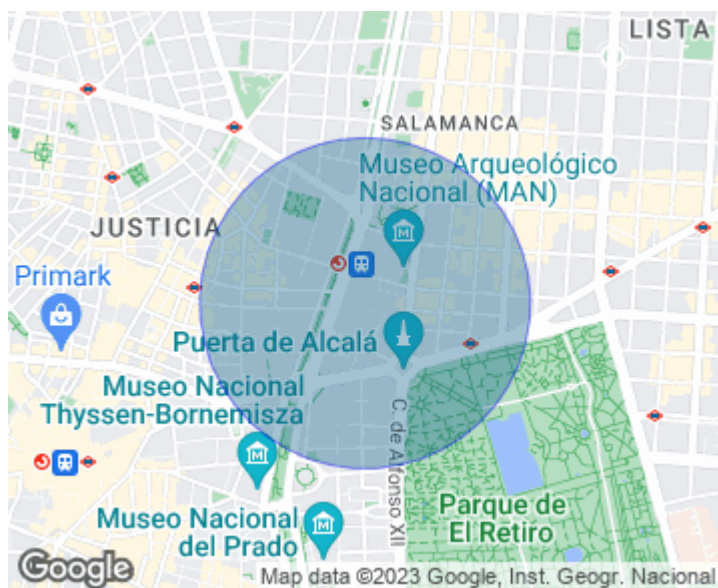 LISTA
SALAMANCA
Museo Arqueológico
Nacional (MAN)
JUSTICIA
Primark
Puerta de Alcalá
Museo Nacional
Thyssen-Bornemisza
C. de Alfonso XII
Parque de
El Retiro
Museo Nacional
del Prado
Google
Map data ©2023 Google, Inst. Geogr. Nacional